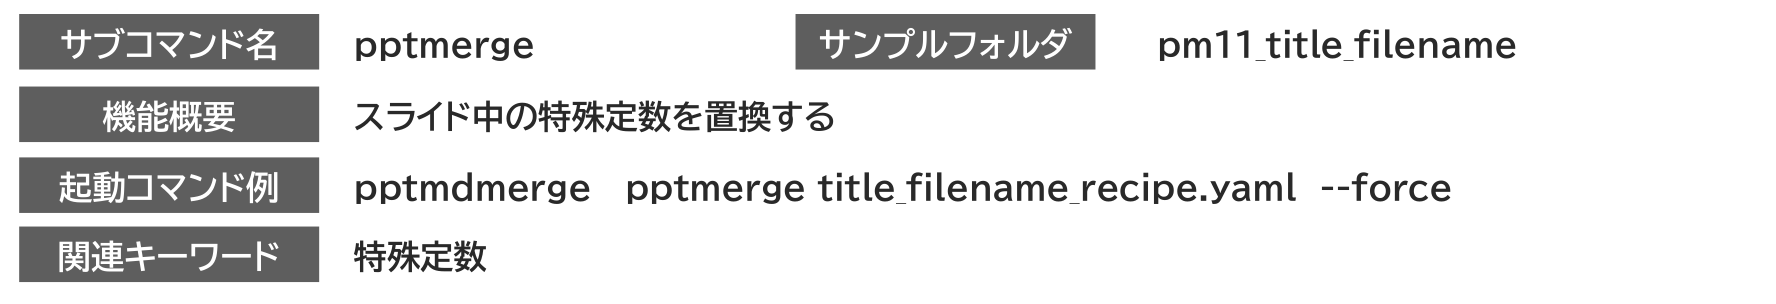 サブコマンド名 pptmerge サンプルフォルダ pm11_title_filename
機能概要 スライド中の特殊定数を置換する
起動コマンド例 pptmdmerge pptmerge title_filename_recipe.yaml --force
関連キーワード 特殊定数